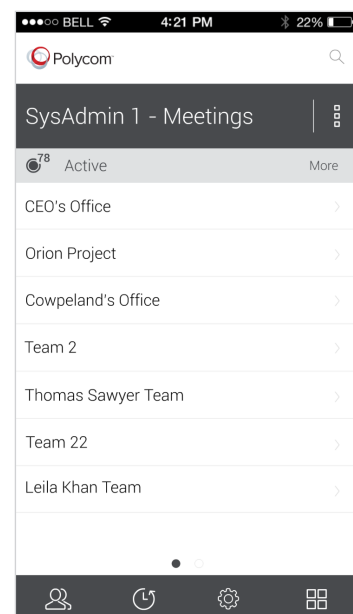 BELL 4:21 PM 22%
Polycom
SysAdmin 1 - Meetings
78 Active More
CEO's Office
Orion Project
Cowpeland's Office
Team 2
Thomas Sawyer Team
Team 22
Leila Khan Team